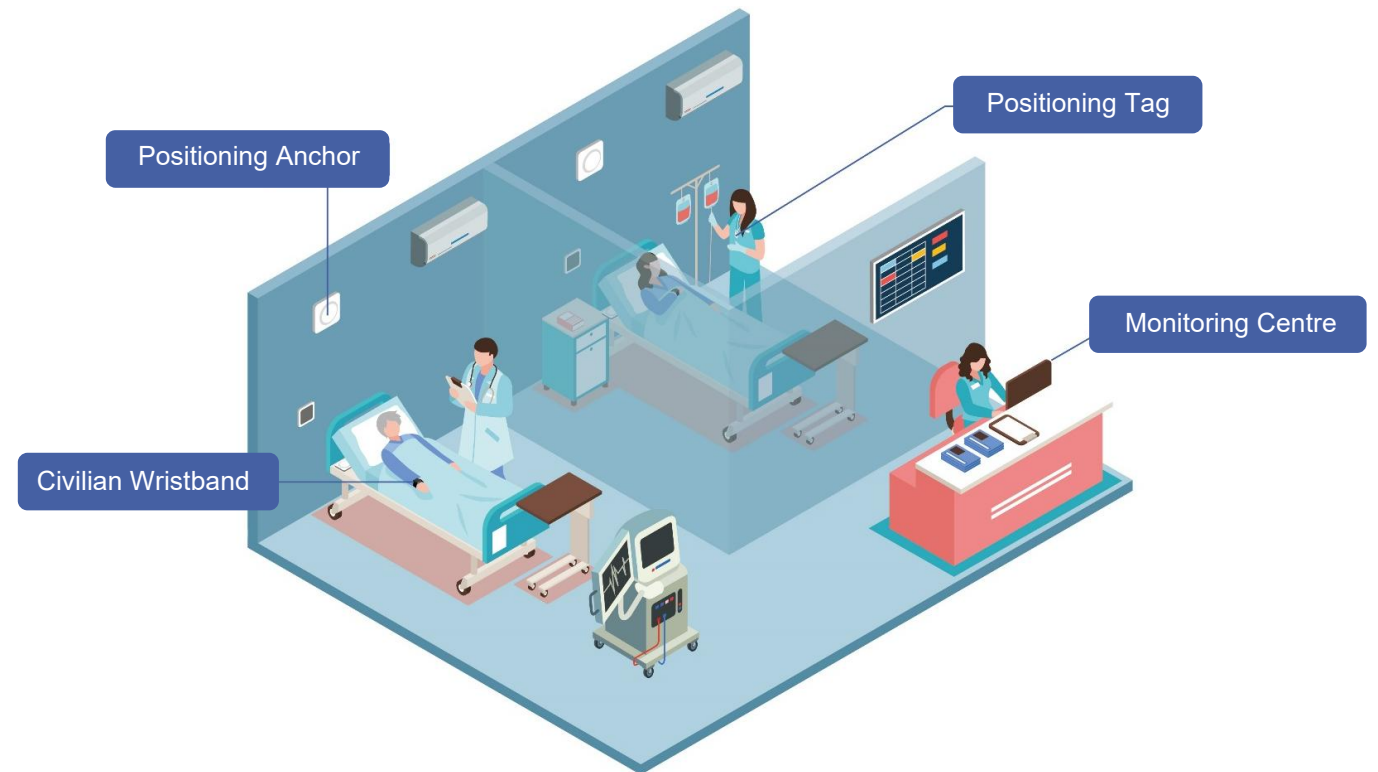 Positioning Tag
Positioning Anchor
Monitoring Centre
Civilian Wristband